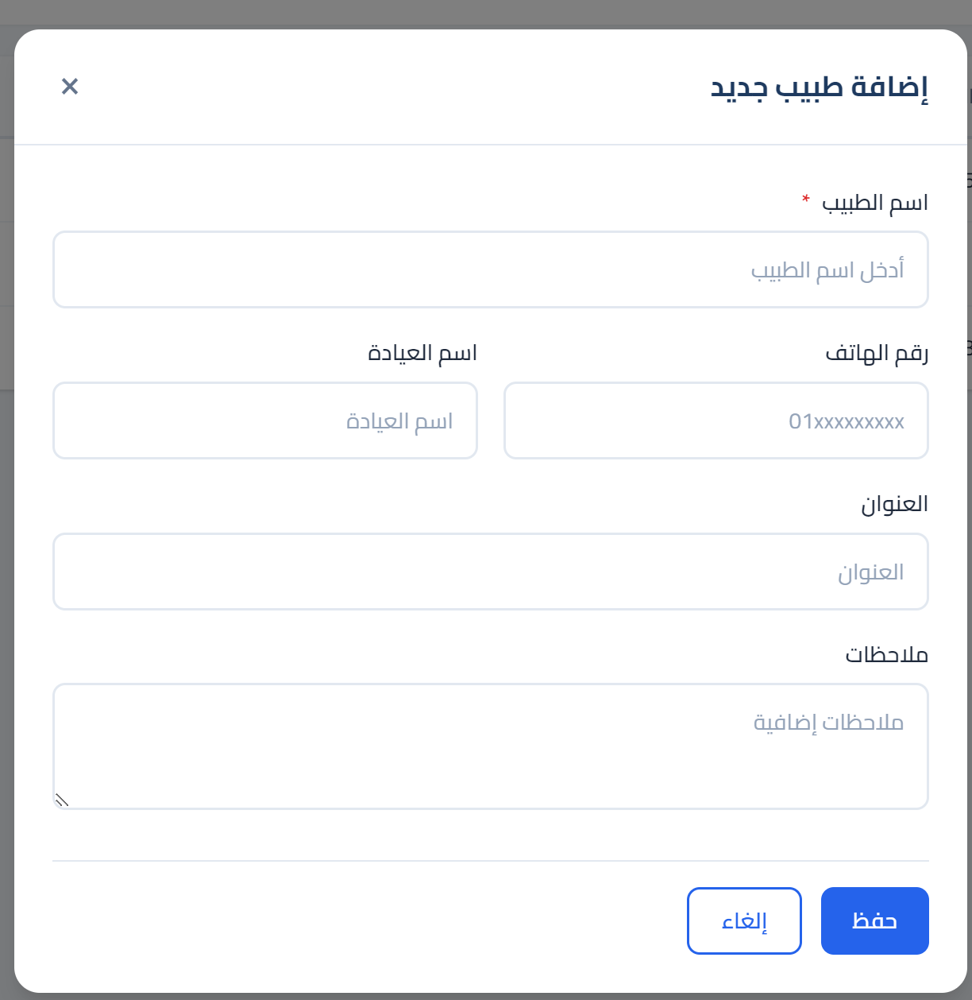 إضافة طبيب جديد ×
اسم الطبيب *
أدخل اسم الطبيب
رقم الهاتف اسم العيادة
01xxxxxxxxx اسم العيادة
العنوان
العنوان
ملاحظات
ملاحظات إضافية
حفظ إلغاء